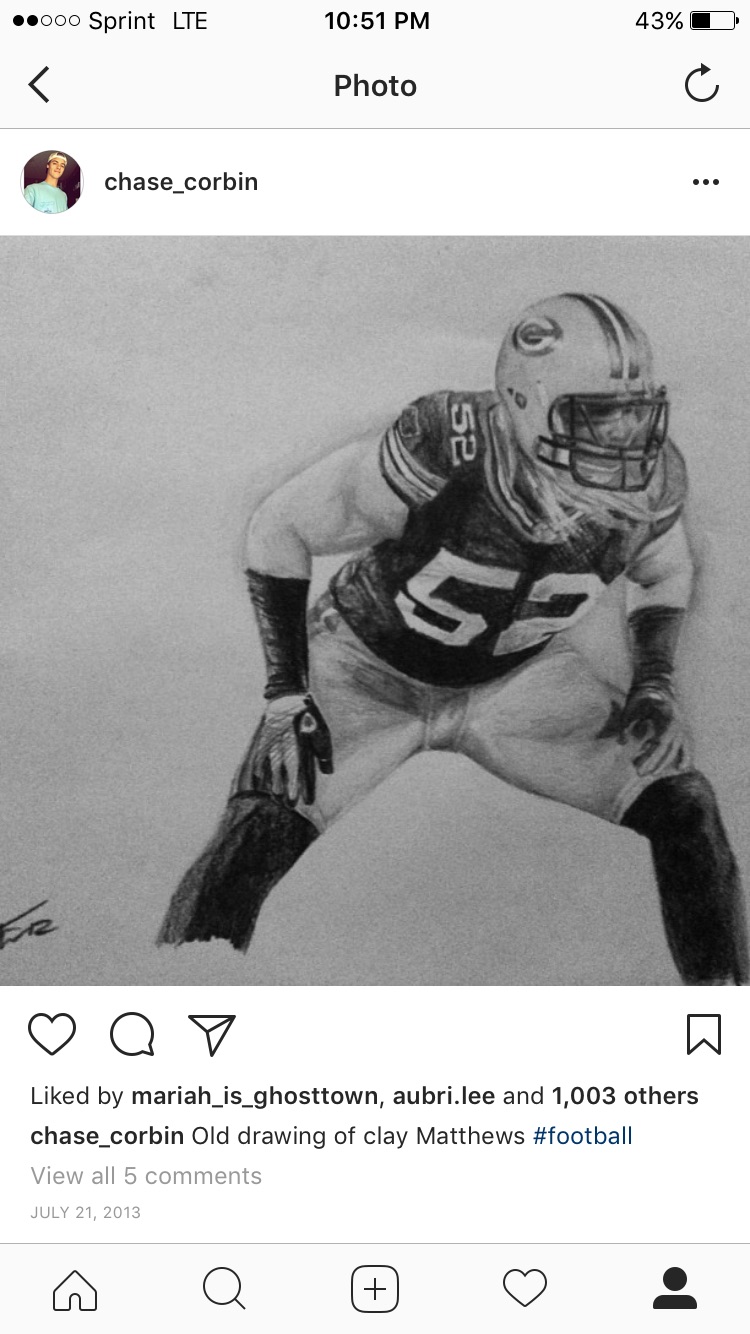 Sprint LTE 10:51 PM 43%
Photo
chase_corbin
G
52
52
Liked by mariah_is_ghosttown, aubri.lee and 1,003 others
chase_corbin Old drawing of clay Matthews #football
View all 5 comments
JULY 21, 2013